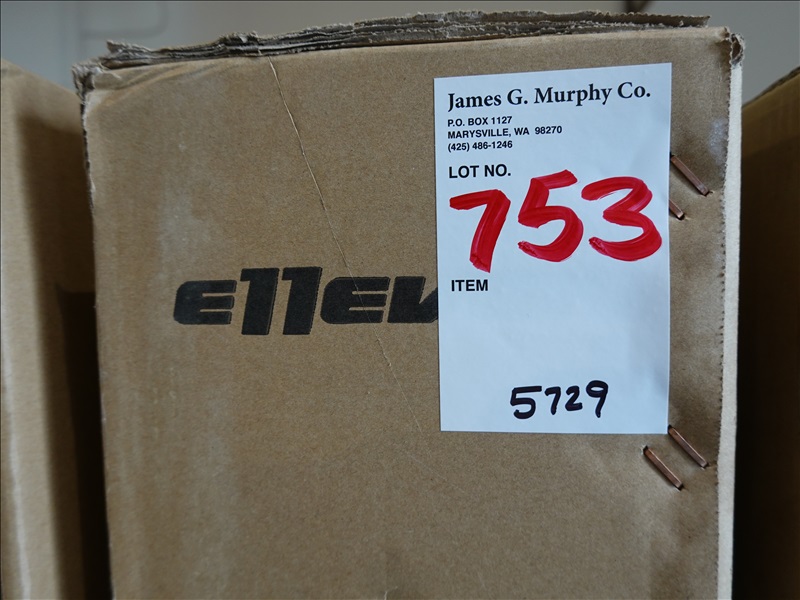 James G. Murphy Co.
P.O. BOX 1127
MARYSVILLE, WA 98270
(425) 486-1246
LOT NO.
753
ITEM
5729